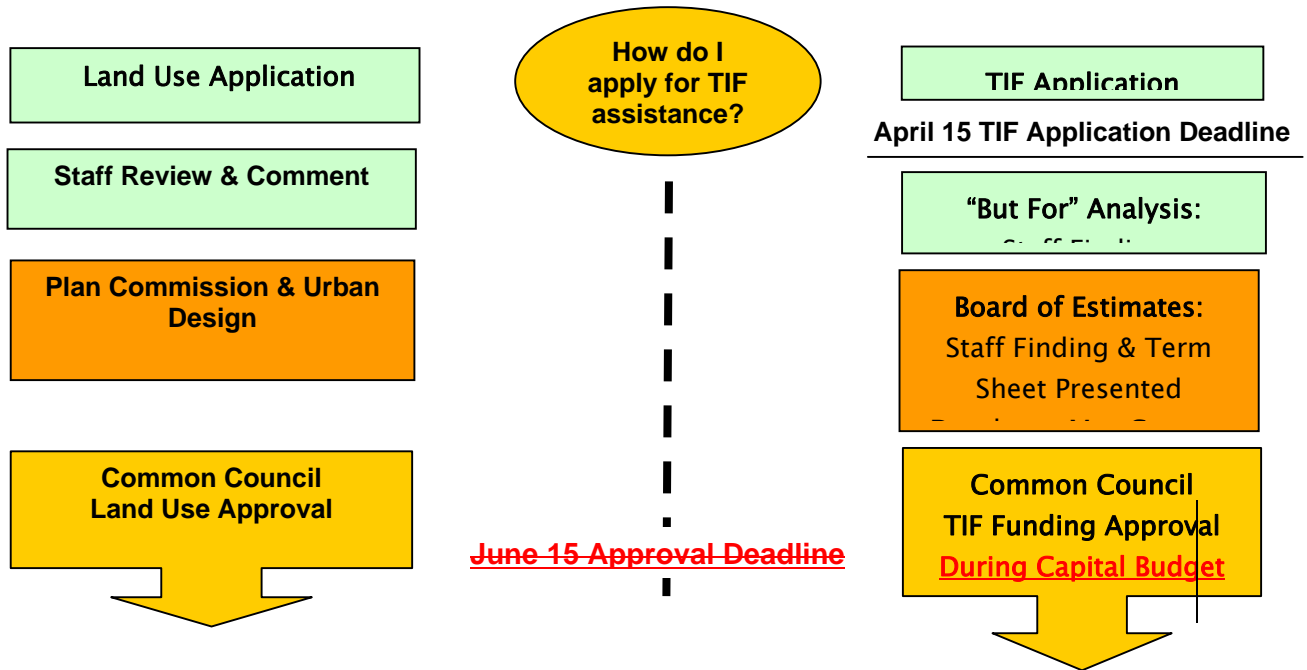 Land Use Application
Staff Review & Comment
Plan Commission & Urban
Design
Common Council
Land Use Approval
How do I
apply for TIF
assistance?
June 15 Approval Deadline
TIF Application
April 15 TIF Application Deadline
“But For” Analysis:
Board of Estimates:
Staff Finding & Term
Sheet Presented
Common Council
TIF Funding Approval
During Capital Budget